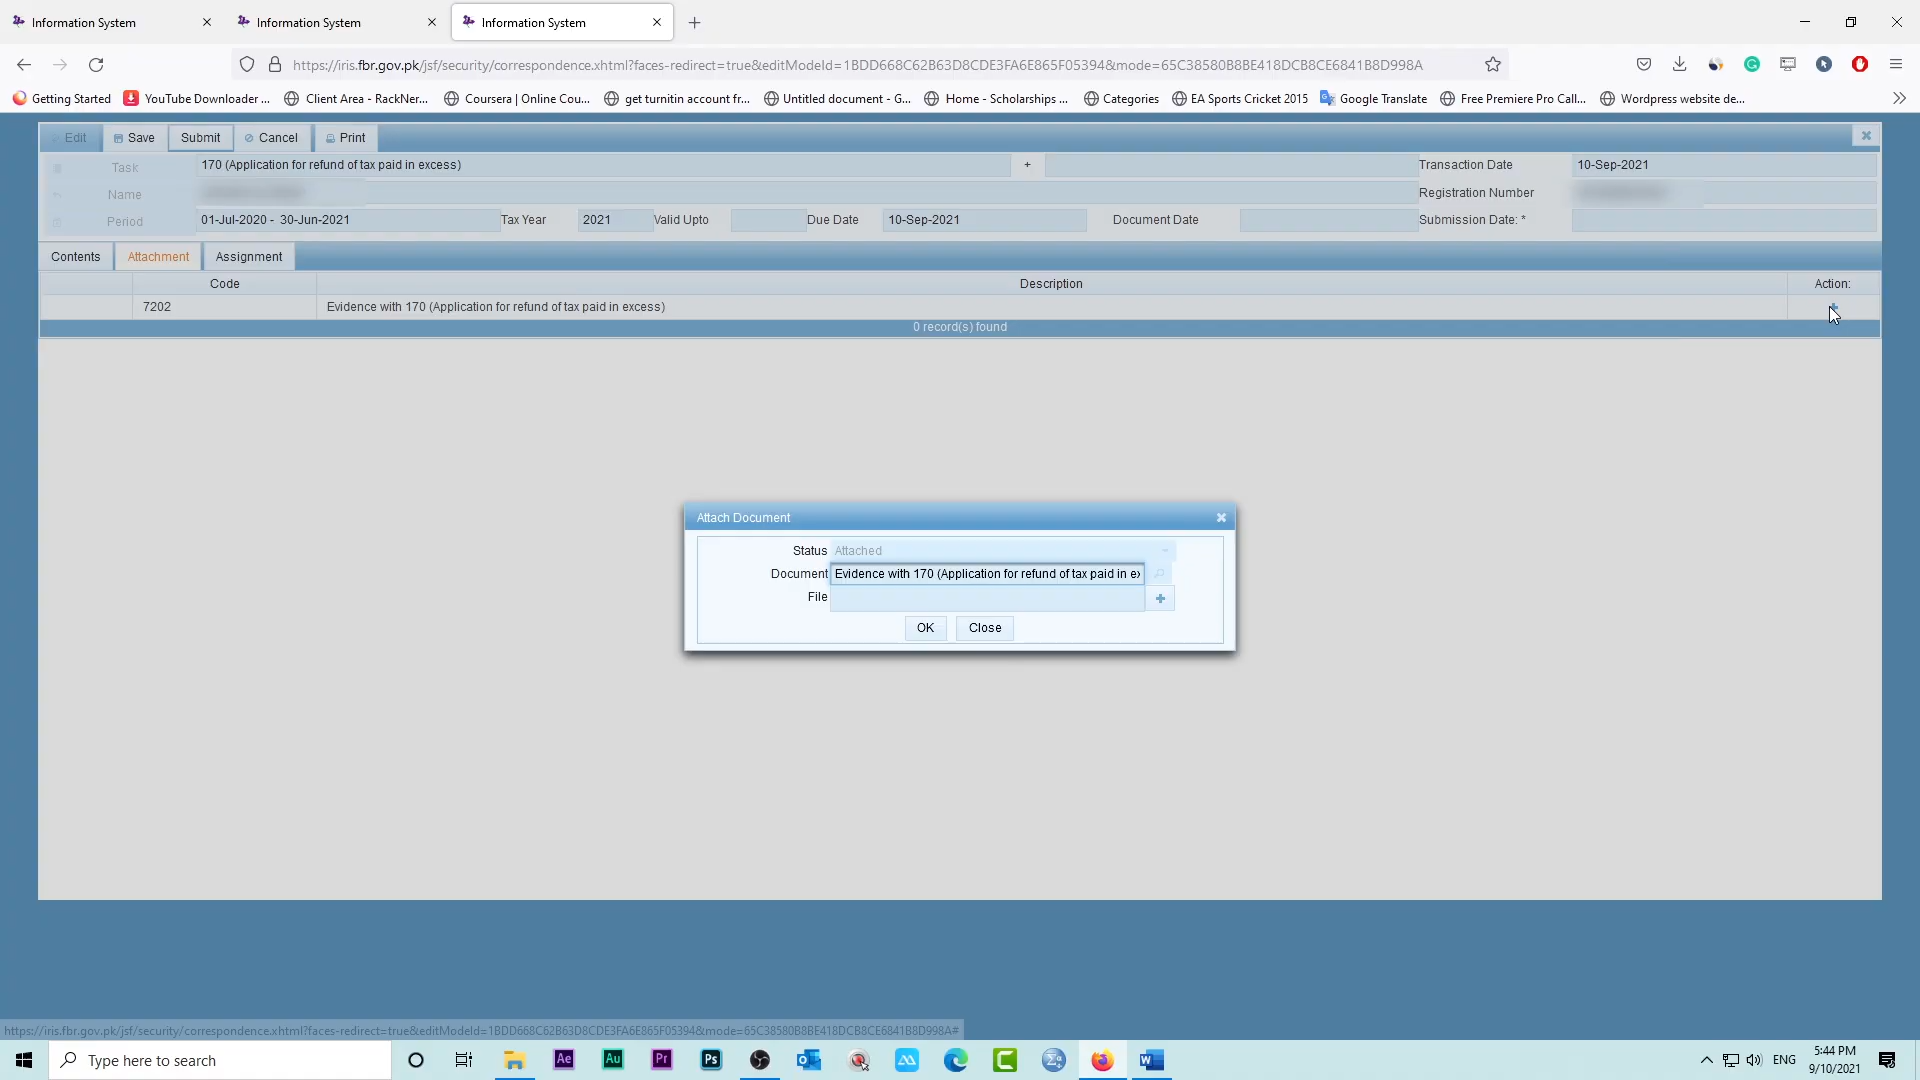 Information System
Information System
Information System
https://iris.fbr.gov.pk/jsf/security/correspondence.xhtml?faces-redirect=true&editModeId=1BDD668C62B63D8CDE3FA6E865F05394&mode=65C38580B8BE418DCB8CE6841B8D998A
Getting Started
YouTube Downloader ...
Client Area - RackNer...
Coursera | Online Cou...
get turnitin account fr...
Untitled document - G...
Home - Scholarships ...
Categories
EA Sports Cricket 2015
Google Translate
Free Premiere Pro Call...
Wordpress website de...
Edit Save Submit Cancel Print
Task 170 (Application for refund of tax paid in excess) + Transaction Date 10-Sep-2021
Name Registration Number
Period 01-Jul-2020 - 30-Jun-2021 Tax Year 2021 Valid Upto Due Date 10-Sep-2021 Document Date Submission Date: *
Contents Attachment Assignment
Code Description Action:
7202 Evidence with 170 (Application for refund of tax paid in excess)
0 record(s) found
Attach Document
Status Attached
Document Evidence with 170 (Application for refund of tax paid in ex
File
OK Close
https://iris.fbr.gov.pk/jsf/security/correspondence.xhtml?faces-redirect=true&editModeId=1BDD668C62B63D8CDE3FA6E865F05394&mode=65C38580B8BE418DCB8CE6841B8D998A#
Type here to search
Ae
Au
Pr
Ps
ENG
5:44 PM
9/10/2021